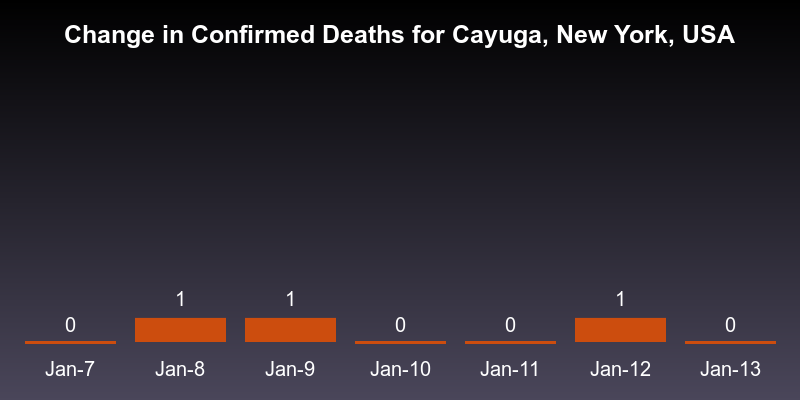 Change in Confirmed Deaths for Cayuga, New York, USA
0 1 1 0 0 1 0
Jan-7 Jan-8 Jan-9 Jan-10 Jan-11 Jan-12 Jan-13